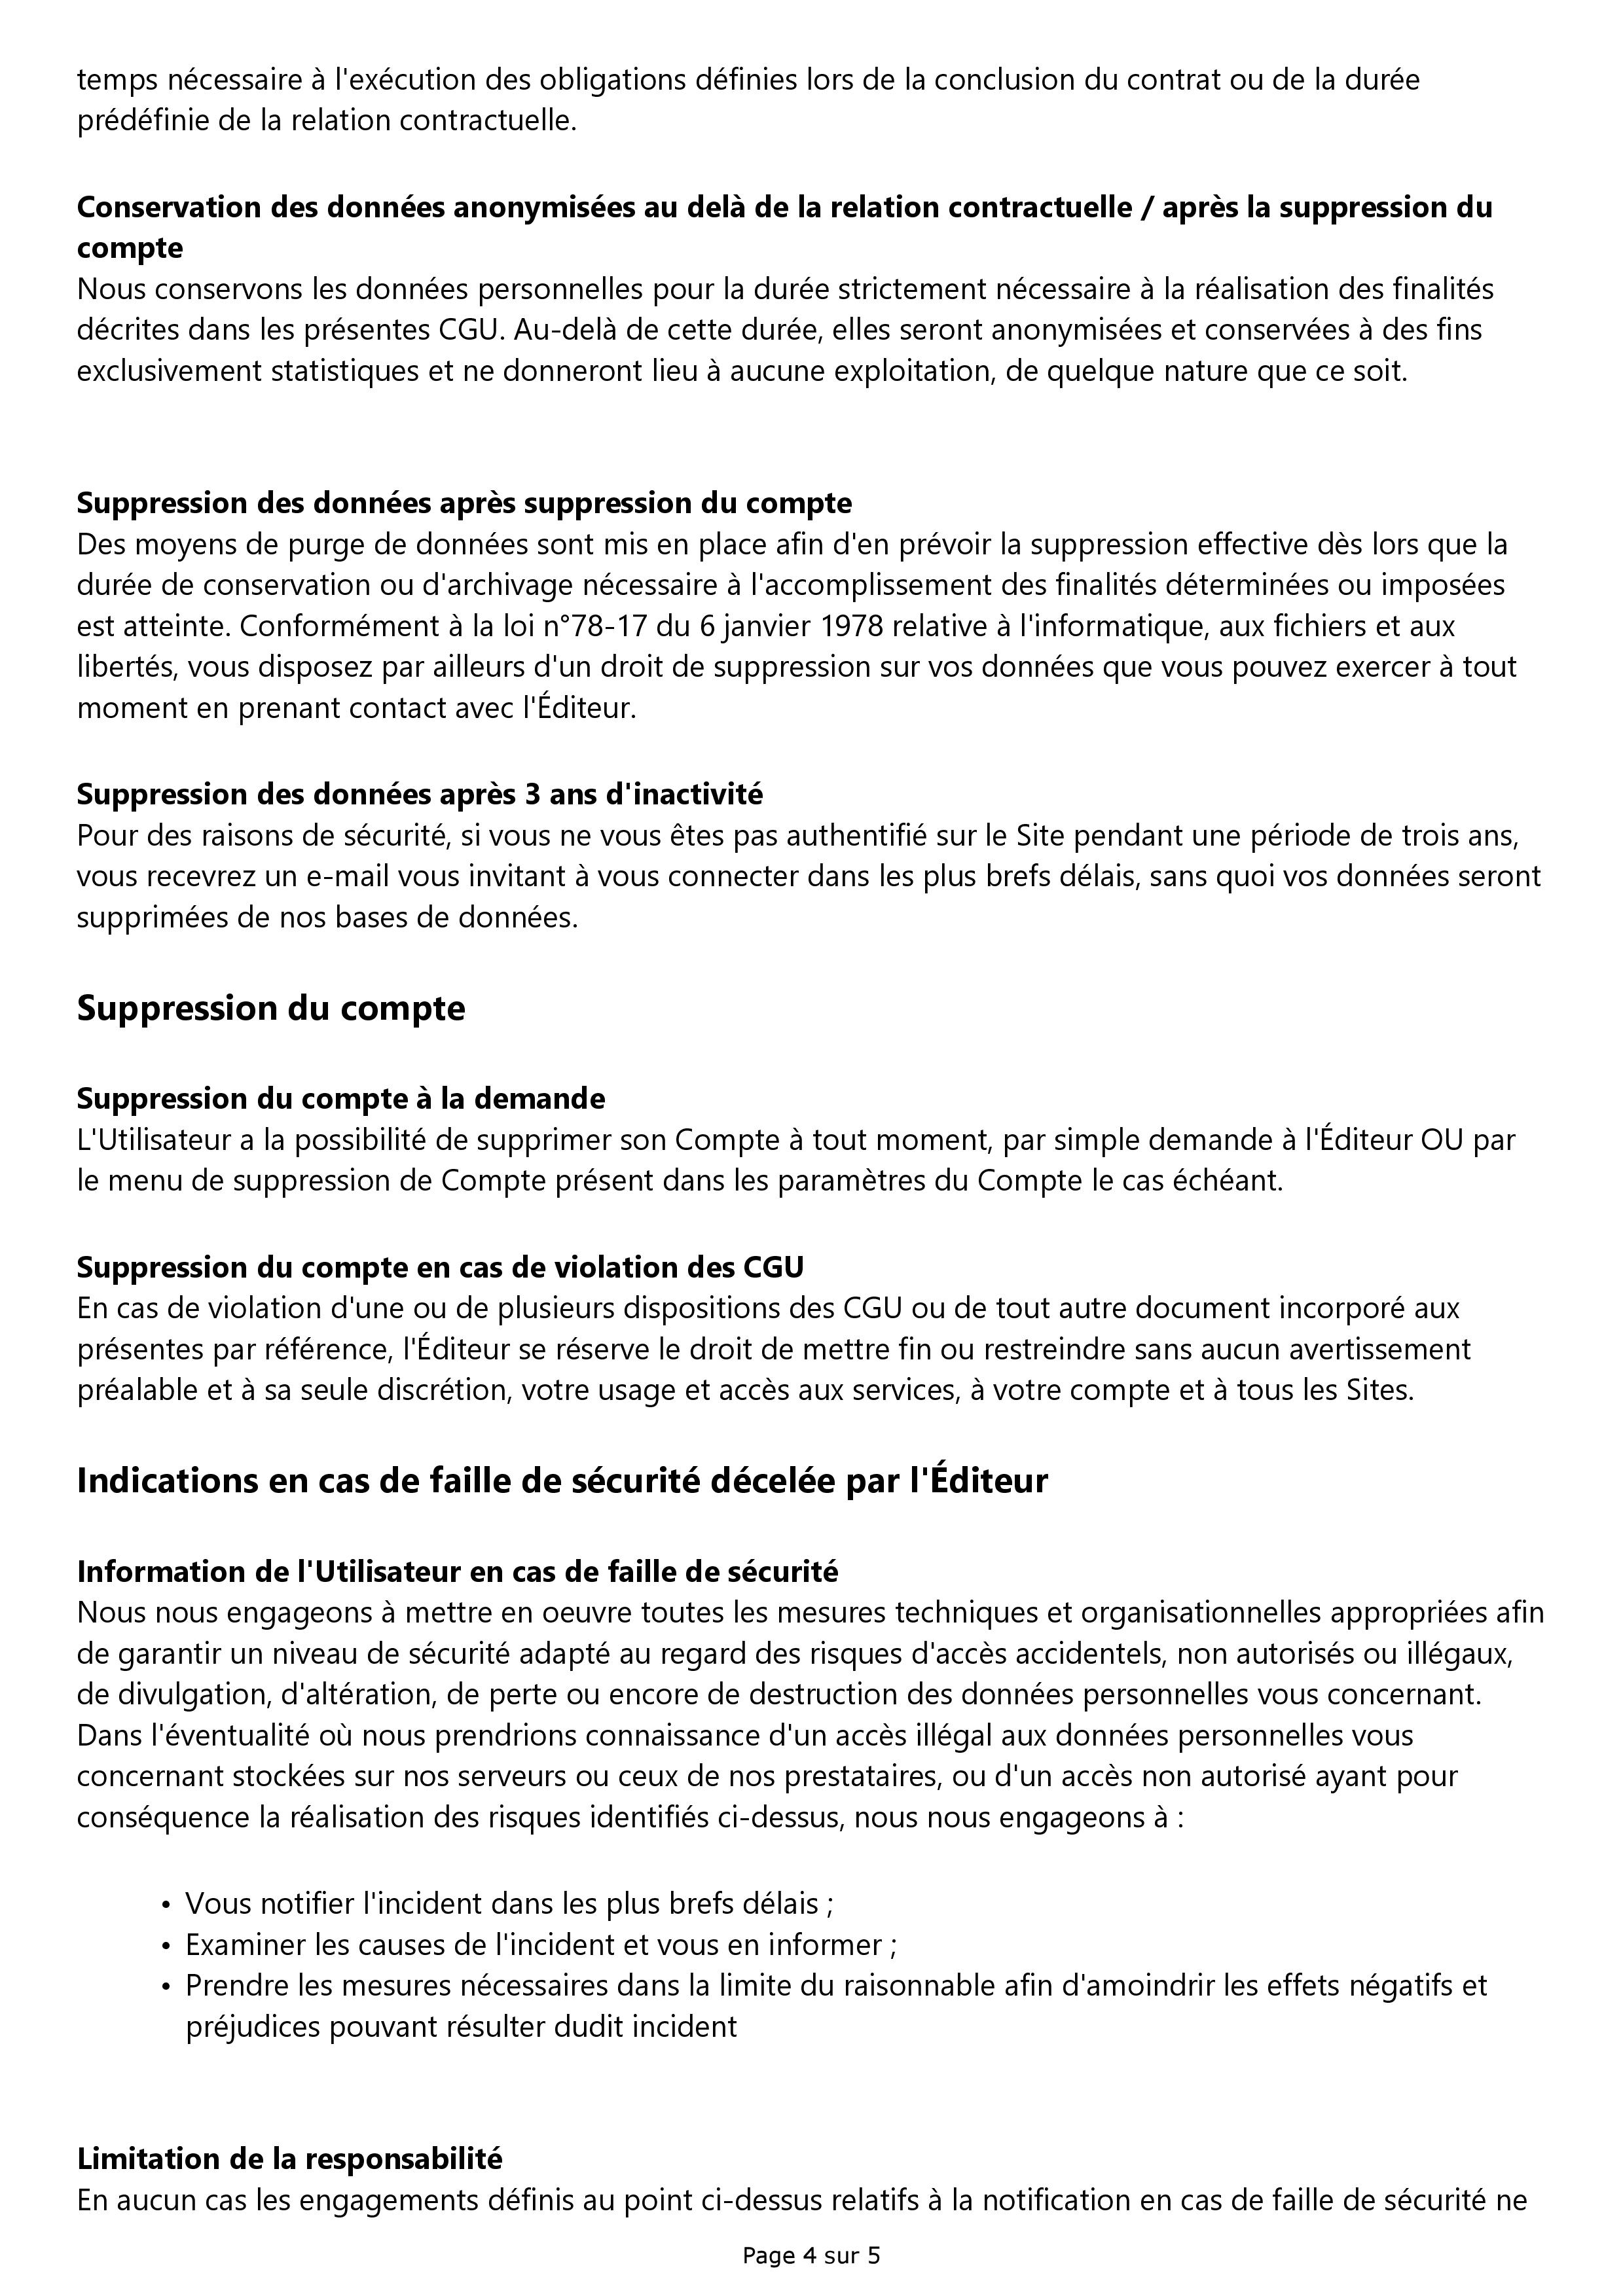 temps nécessaire à l'exécution des obligations définies lors de la conclusion du contrat ou de la durée
prédéfinie de la relation contractuelle.
Conservation des données anonymisées au delà de la relation contractuelle / après la suppression du
compte
Nous conservons les données personnelles pour la durée strictement nécessaire à la réalisation des finalités
décrites dans les présentes CGU. Au-delà de cette durée, elles seront anonymisées et conservées à des fins
exclusivement statistiques et ne donneront lieu à aucune exploitation, de quelque nature que ce soit.
Suppression des données après suppression du compte
Des moyens de purge de données sont mis en place afin d'en prévoir la suppression effective dès lors que la
durée de conservation ou d'archivage nécessaire à l'accomplissement des finalités déterminées ou imposées
est atteinte. Conformément à la loi n°78-17 du 6 janvier 1978 relative à l'informatique, aux fichiers et aux
libertés, vous disposez par ailleurs d'un droit de suppression sur vos données que vous pouvez exercer à tout
moment en prenant contact avec l'Éditeur.
Suppression des données après 3 ans d'inactivité
Pour des raisons de sécurité, si vous ne vous êtes pas authentifié sur le Site pendant une période de trois ans,
vous recevrez un e-mail vous invitant à vous connecter dans les plus brefs délais, sans quoi vos données seront
supprimées de nos bases de données.
Suppression du compte
Suppression du compte à la demande
L'Utilisateur a la possibilité de supprimer son Compte à tout moment, par simple demande à l'Éditeur OU par
le menu de suppression de Compte présent dans les paramètres du Compte le cas échéant.
Suppression du compte en cas de violation des CGU
En cas de violation d'une ou de plusieurs dispositions des CGU ou de tout autre document incorporé aux
présentes par référence, l'Éditeur se réserve le droit de mettre fin ou restreindre sans aucun avertissement
préalable et à sa seule discrétion, votre usage et accès aux services, à votre compte et à tous les Sites.
Indications en cas de faille de sécurité décelée par l'Éditeur
Information de l'Utilisateur en cas de faille de sécurité
Nous nous engageons à mettre en oeuvre toutes les mesures techniques et organisationnelles appropriées afin
de garantir un niveau de sécurité adapté au regard des risques d'accès accidentels, non autorisés ou illégaux,
de divulgation, d'altération, de perte ou encore de destruction des données personnelles vous concernant.
Dans l'éventualité où nous prendrions connaissance d'un accès illégal aux données personnelles vous
concernant stockées sur nos serveurs ou ceux de nos prestataires, ou d'un accès non autorisé ayant pour
conséquence la réalisation des risques identifiés ci-dessus, nous nous engageons à :
• Vous notifier l'incident dans les plus brefs délais ;
• Examiner les causes de l'incident et vous en informer ;
• Prendre les mesures nécessaires dans la limite du raisonnable afin d'amoindrir les effets négatifs et
préjudices pouvant résulter dudit incident
Limitation de la responsabilité
En aucun cas les engagements définis au point ci-dessus relatifs à la notification en cas de faille de sécurité ne
Page 4 sur 5